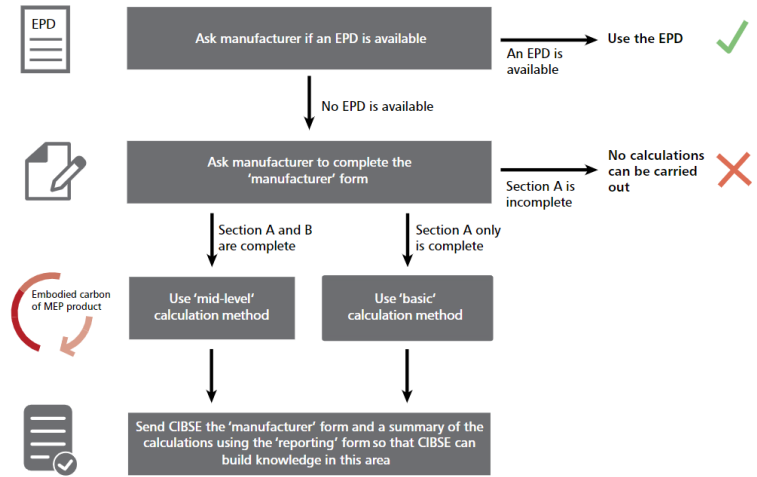 EPD
Ask manufacturer if an EPD is available
An EPD is
available
Use the EPD
No EPD is available
Ask manufacturer to complete the
‘manufacturer’ form
Section A is
incomplete
No calculations
can be carried
out
Section A and B
are complete
Section A only
is complete
Embodied carbon
of MEP product
Use ‘mid-level’
calculation method
Use ‘basic’
calculation method
Send CIBSE the ‘manufacturer’ form and a summary of the
calculations using the ‘reporting’ form so that CIBSE can
build knowledge in this area